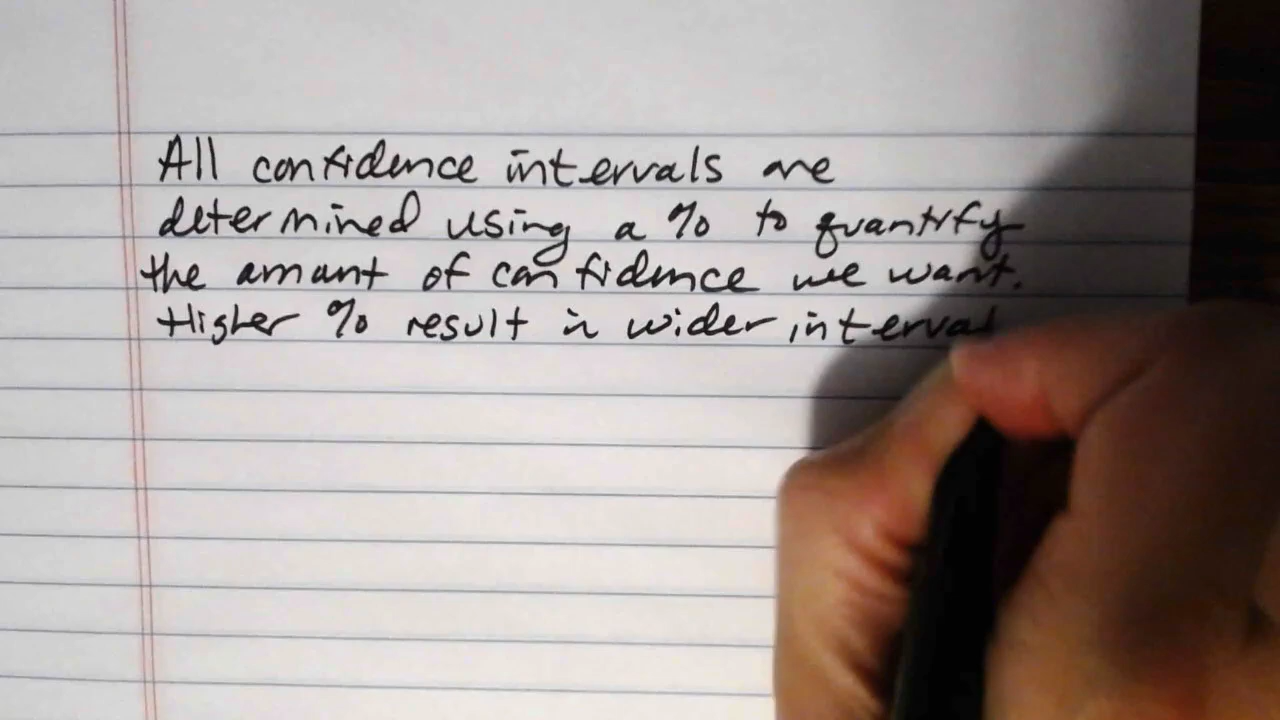 All confidence intervals are
determined using a % to quantify
the amount of confidence we want.
Higher % result in wider interval